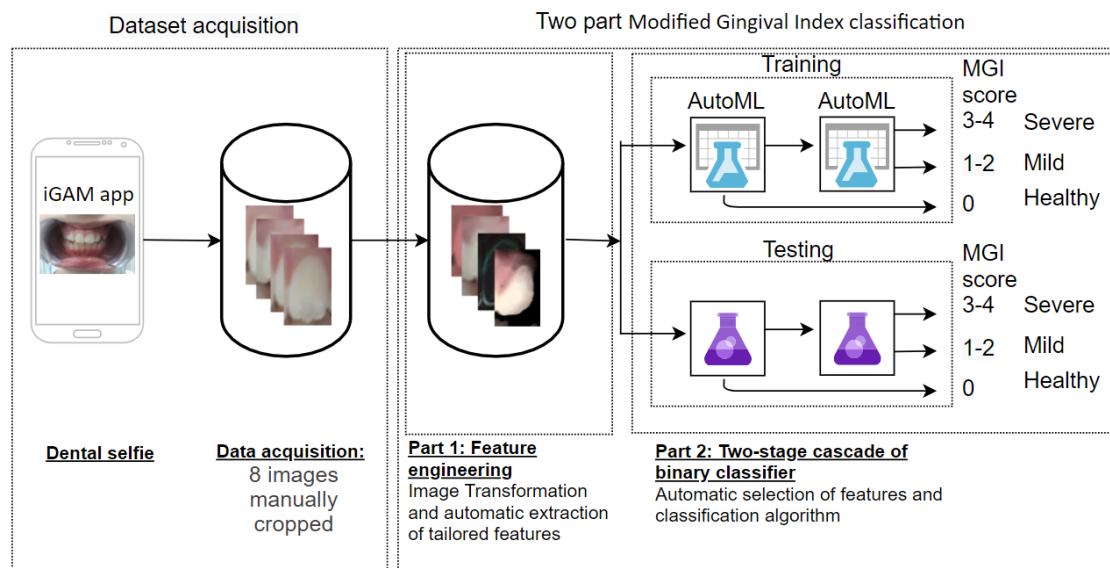 Dataset acquisition
Two part Modified Gingival Index classification
iGAM app
Training
AutoML
AutoML
MGI
score
3-4 Severe
1-2 Mild
0 Healthy
Testing
MGI
score
3-4 Severe
1-2 Mild
0 Healthy
Dental selfie
Data acquisition:
8 images
manually
cropped
Part 1: Feature
engineering
Image Transformation
and automatic extraction
of tailored features
Part 2: Two-stage cascade of
binary classifier
Automatic selection of features and
classification algorithm